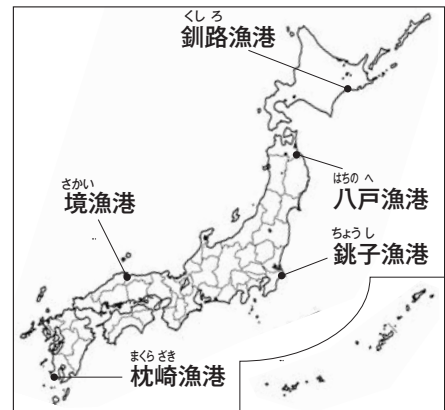 くしろ
釧路漁港
はちのへ
八戸漁港
さかい
境漁港
ちょうし
銚子漁港
まくらざき
枕崎漁港